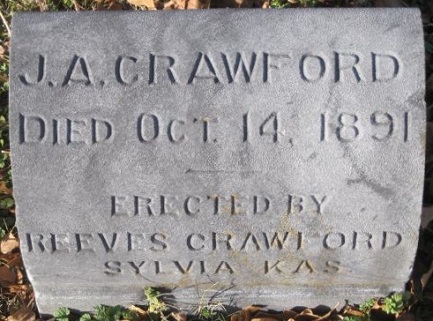 J. A. CRAWFORD
DIED OCT. 14, 1891
ERECTED BY
REEVES CRAWFORD
SYLVIA KAS